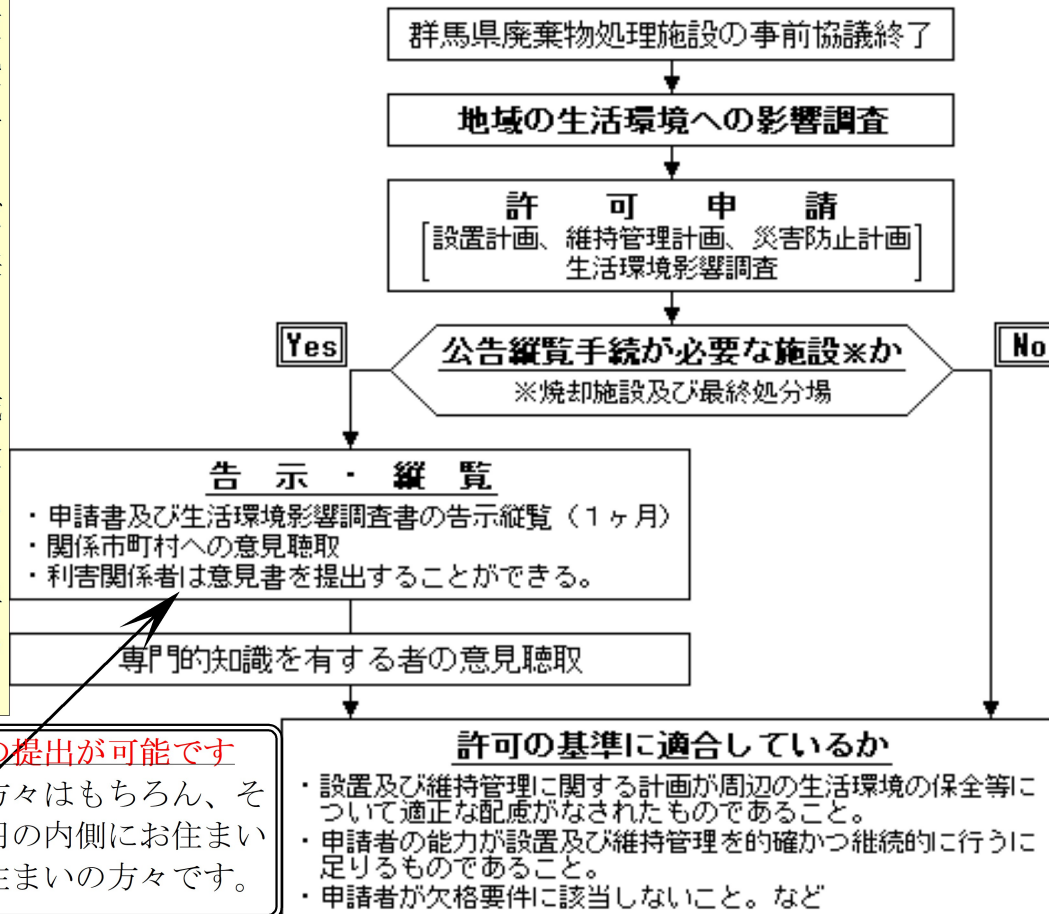 群馬県廃棄物処理施設の事前協議終了
地域の生活環境への影響調査
許 可 申 請
[設置計画、維持管理計画、災害防止計画
生活環境影響調査]
Yes
公告縦覧手続が必要な施設※か
※焼却施設及び最終処分場
No
告 示 ・ 縦 覧
・申請書及び生活環境影響調査書の告示縦覧（1ヶ月）
・関係市町村への意見聴取
・利害関係者は意見書を提出することができる。
専門的知識を有する者の意見聴取
の提出が可能です
方々はもちろん、そ
円の内側にお住まい
住まいの方々です。
許可の基準に適合しているか
・設置及び維持管理に関する計画が周辺の生活環境の保全等に
ついて適正な配慮がなされたものであること。
・申請者の能力が設置及び維持管理を的確かつ継続的に行うに
足りるものであること。
・申請者が欠格要件に該当しないこと。など